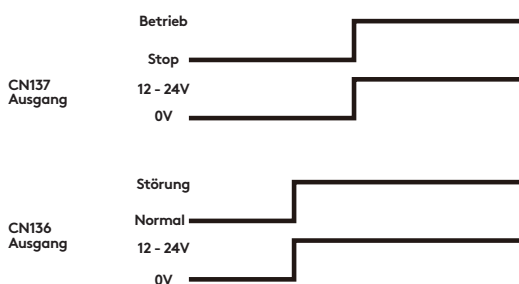 Betrieb
Stop
CN137
Ausgang
12 - 24V
0V
Störung
Normal
CN136
Ausgang
12 - 24V
0V